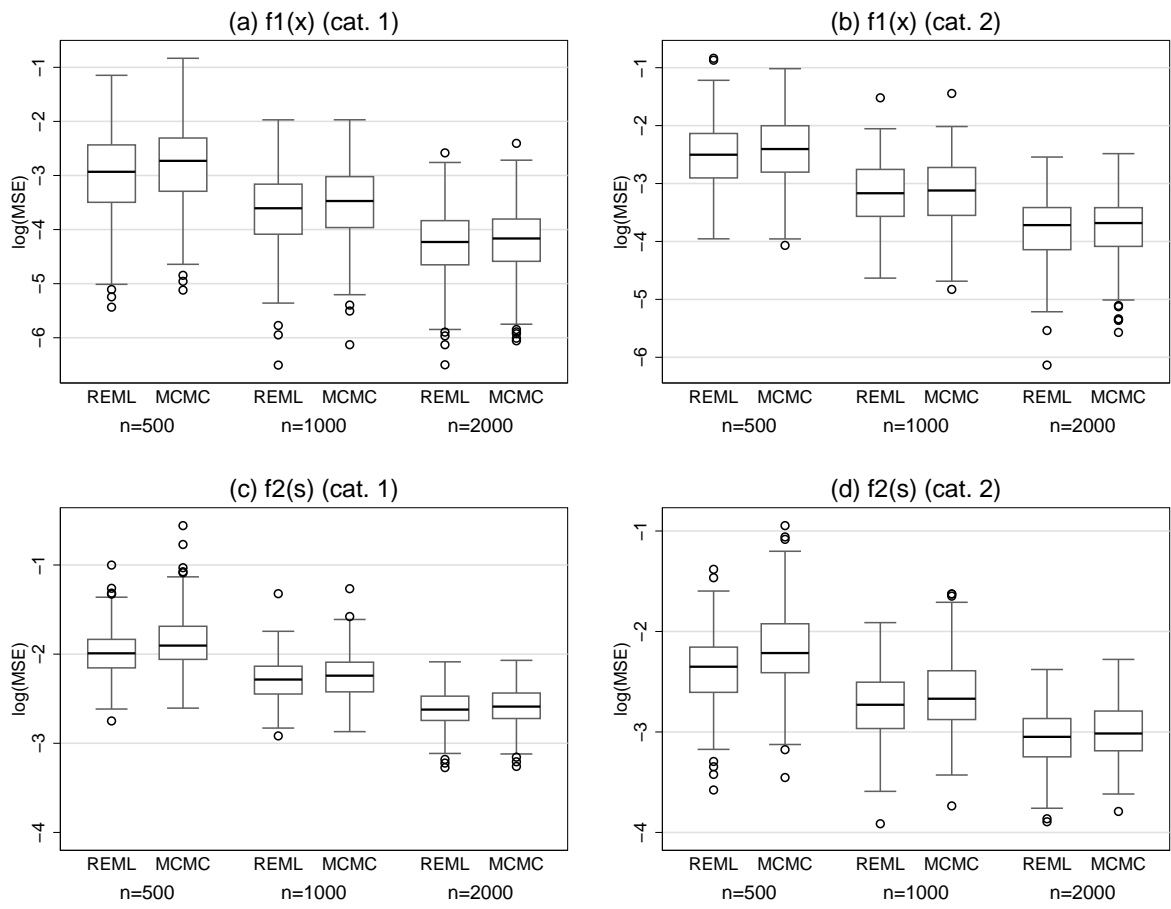 (a) f1(x) (cat. 1)
log(MSE)
−1
−2
−3
−4
−5
−6
REML MCMC REML MCMC REML MCMC
n=500 n=1000 n=2000
(b) f1(x) (cat. 2)
log(MSE)
−1
−2
−3
−4
−5
−6
REML MCMC REML MCMC REML MCMC
n=500 n=1000 n=2000
(c) f2(s) (cat. 1)
log(MSE)
−1
−2
−3
−4
REML MCMC REML MCMC REML MCMC
n=500 n=1000 n=2000
(d) f2(s) (cat. 2)
log(MSE)
−1
−2
−3
−4
REML MCMC REML MCMC REML MCMC
n=500 n=1000 n=2000